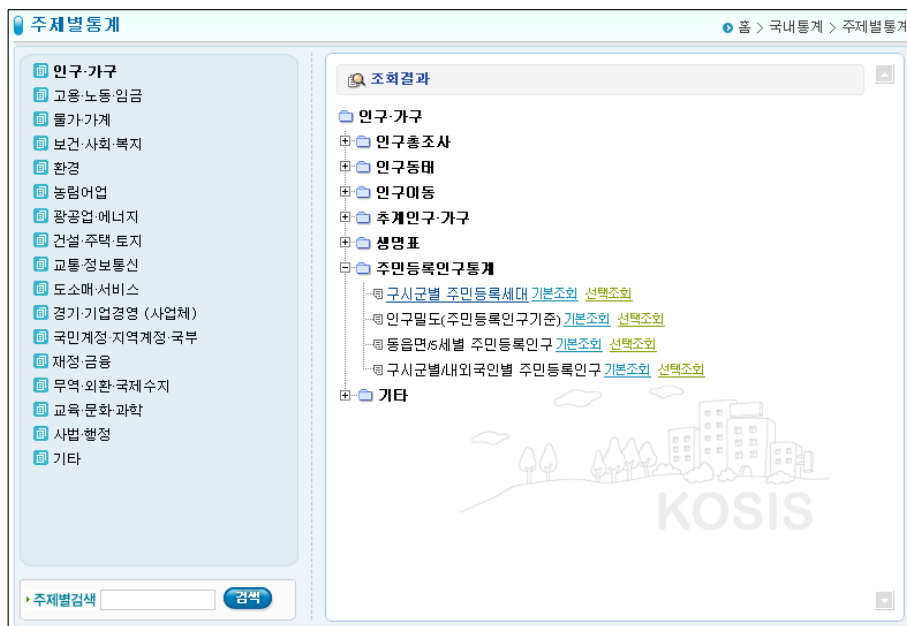 주제별통계
홈 > 국내통계 > 주제별통계
인구·가구
고용·노동·임금
물가·가계
보건·사회·복지
환경
농림어업
광공업·에너지
건설·주택·토지
교통·정보통신
도소매·서비스
경기·기업경영 (사업체)
국민계정·지역계정·국부
재정·금융
무역·외환·국제수지
교육·문화·과학
사법·행정
기타
주제별검색 검색
조회결과
인구·가구
인구총조사
인구동태
인구이동
추계인구·가구
생명표
주민등록인구통계
구시군별 주민등록세대 기본조회 선택조회
인구밀도(주민등록인구기준) 기본조회 선택조회
동읍면/5세별 주민등록인구 기본조회 선택조회
구시군별/내외국인별 주민등록인구 기본조회 선택조회
기타
KOSIS